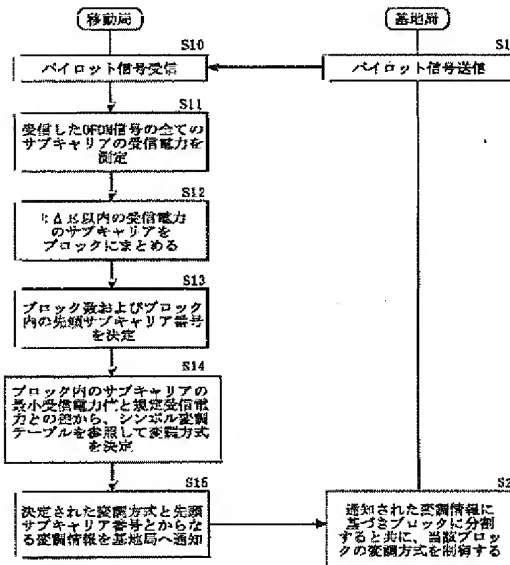 移動局
基地局
S10
S1
パイロット信号受信
パイロット信号送信
S11
受信したOFDM信号の全ての
サブキャリアの受信電力を
測定
S12
以内の受信電力
のサブキャリアを
ブロックにまとめる
S13
ブロック数およびブロック
内の先頭サブキャリア番号
を決定
S14
ブロック内のサブキャリアの
最小受信電力 と規定受信電
力との差から、シンボル変調
テーブルを参照して変調方式
を決定
S15
決定された変調方式と先頭
サブキャリア番号とからな
る変調情報を基地局へ通知
S2
通知された変調情報に
基づきブロックに分割
すると共に、当該ブロッ
クの変調方式を制御する